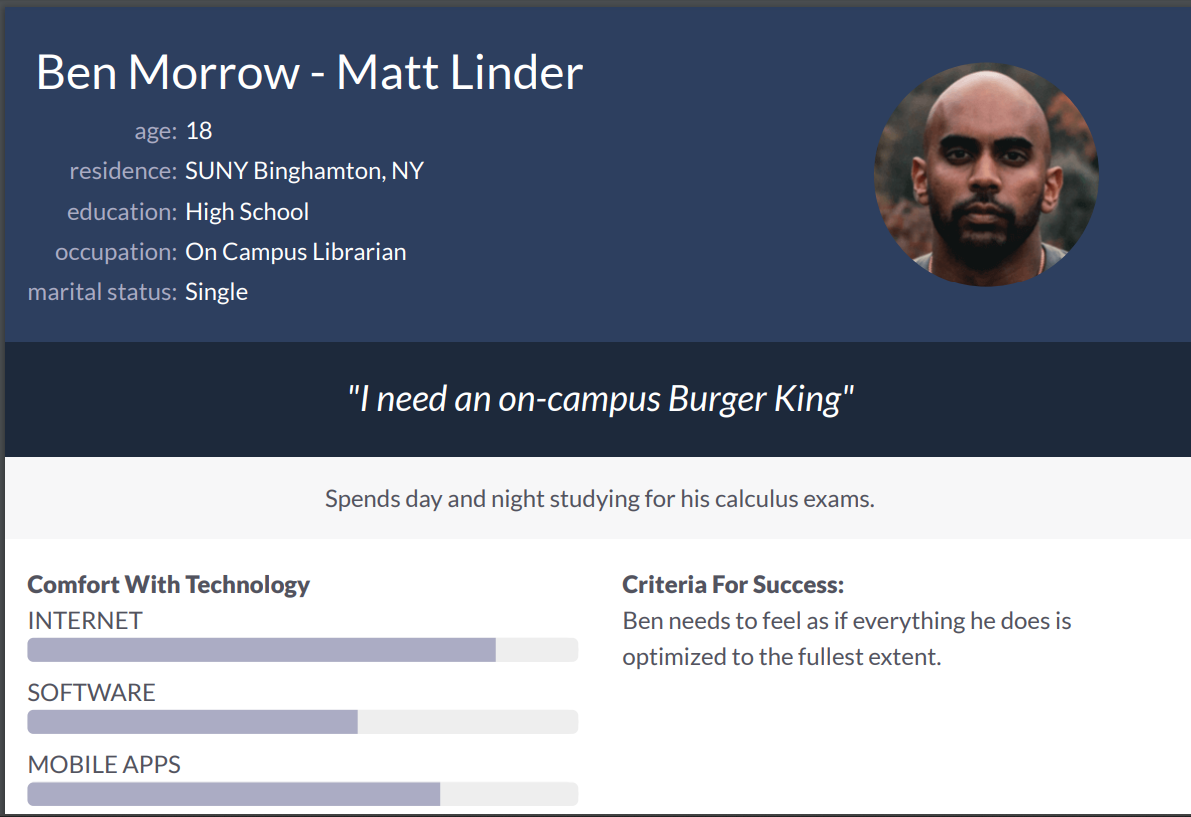 Ben Morrow - Matt Linder
age: 18
residence: SUNY Binghamton, NY
education: High School
occupation: On Campus Librarian
marital status: Single
"I need an on-campus Burger King"
Spends day and night studying for his calculus exams.
Comfort With Technology
INTERNET
SOFTWARE
MOBILE APPS
Criteria For Success:
Ben needs to feel as if everything he does is
optimized to the fullest extent.